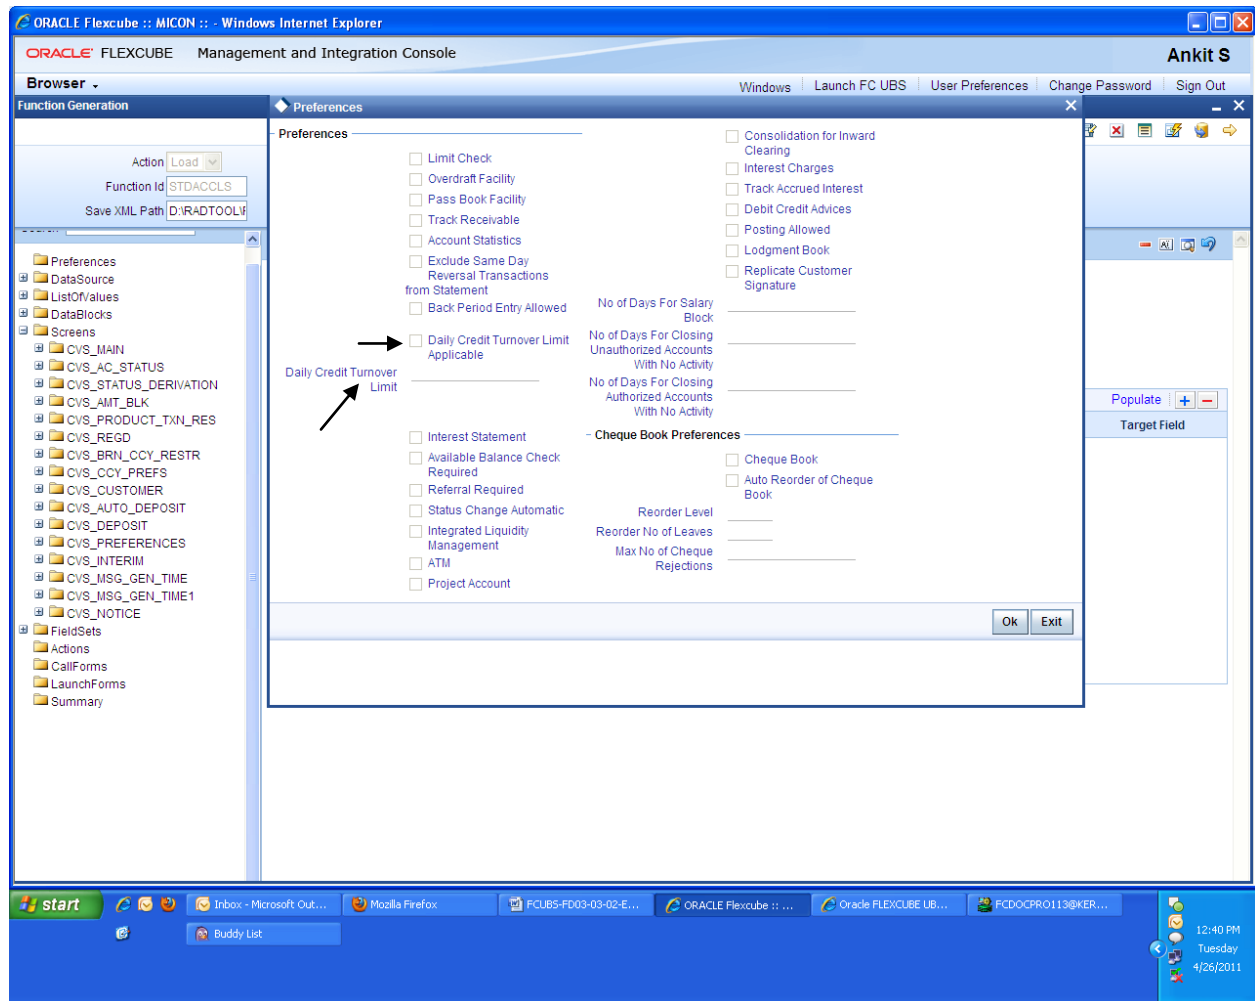 ORACLE Flexcube :: MICON :: - Windows Internet Explorer
ORACLE FLEXCUBE Management and Integration Console
Ankit S
Browser
Windows
Launch FC UBS
User Preferences
Change Password
Sign Out
Function Generation
Action Load
Function Id STDACCLS
Save XML Path D:\RADTOOL\
Preferences
DataSource
ListOfValues
DataBlocks
Screens
CVS_MAIN
CVS_AC_STATUS
CVS_STATUS_DERIVATION
CVS_AMT_BLK
CVS_PRODUCT_TXN_RES
CVS_REGD
CVS_BRN_CCY_RESTR
CVS_CCY_PREFS
CVS_CUSTOMER
CVS_AUTO_DEPOSIT
CVS_DEPOSIT
CVS_PREFERENCES
CVS_INTERIM
CVS_MSG_GEN_TIME
CVS_MSG_GEN_TIME1
CVS_NOTICE
FieldSets
Actions
CallForms
LaunchForms
Summary
Preferences
Preferences
Limit Check
Overdraft Facility
Pass Book Facility
Track Receivable
Account Statistics
Exclude Same Day
Reversal Transactions
from Statement
Back Period Entry Allowed
Daily Credit Turnover Limit
Applicable
Daily Credit Turnover
Limit
Interest Statement
Available Balance Check
Required
Referral Required
Status Change Automatic
Integrated Liquidity
Management
ATM
Project Account
Consolidation for Inward
Clearing
Interest Charges
Track Accrued Interest
Debit Credit Advices
Posting Allowed
Lodgment Book
Replicate Customer
Signature
No of Days For Salary
Block
No of Days For Closing
Unauthorized Accounts
With No Activity
No of Days For Closing
Authorized Accounts
With No Activity
Cheque Book Preferences
Cheque Book
Auto Reorder of Cheque
Book
Reorder Level
Reorder No of Leaves
Max No of Cheque
Rejections
Ok
Exit
Populate
Target Field
start
Inbox - Microsoft Out...
Mozilla Firefox
FCUBS-FD03-03-02-E...
ORACLE Flexcube :: ...
Oracle FLEXCUBE UB...
FCDOCPRO113@KER...
Buddy List
12:40 PM
Tuesday
4/26/2011